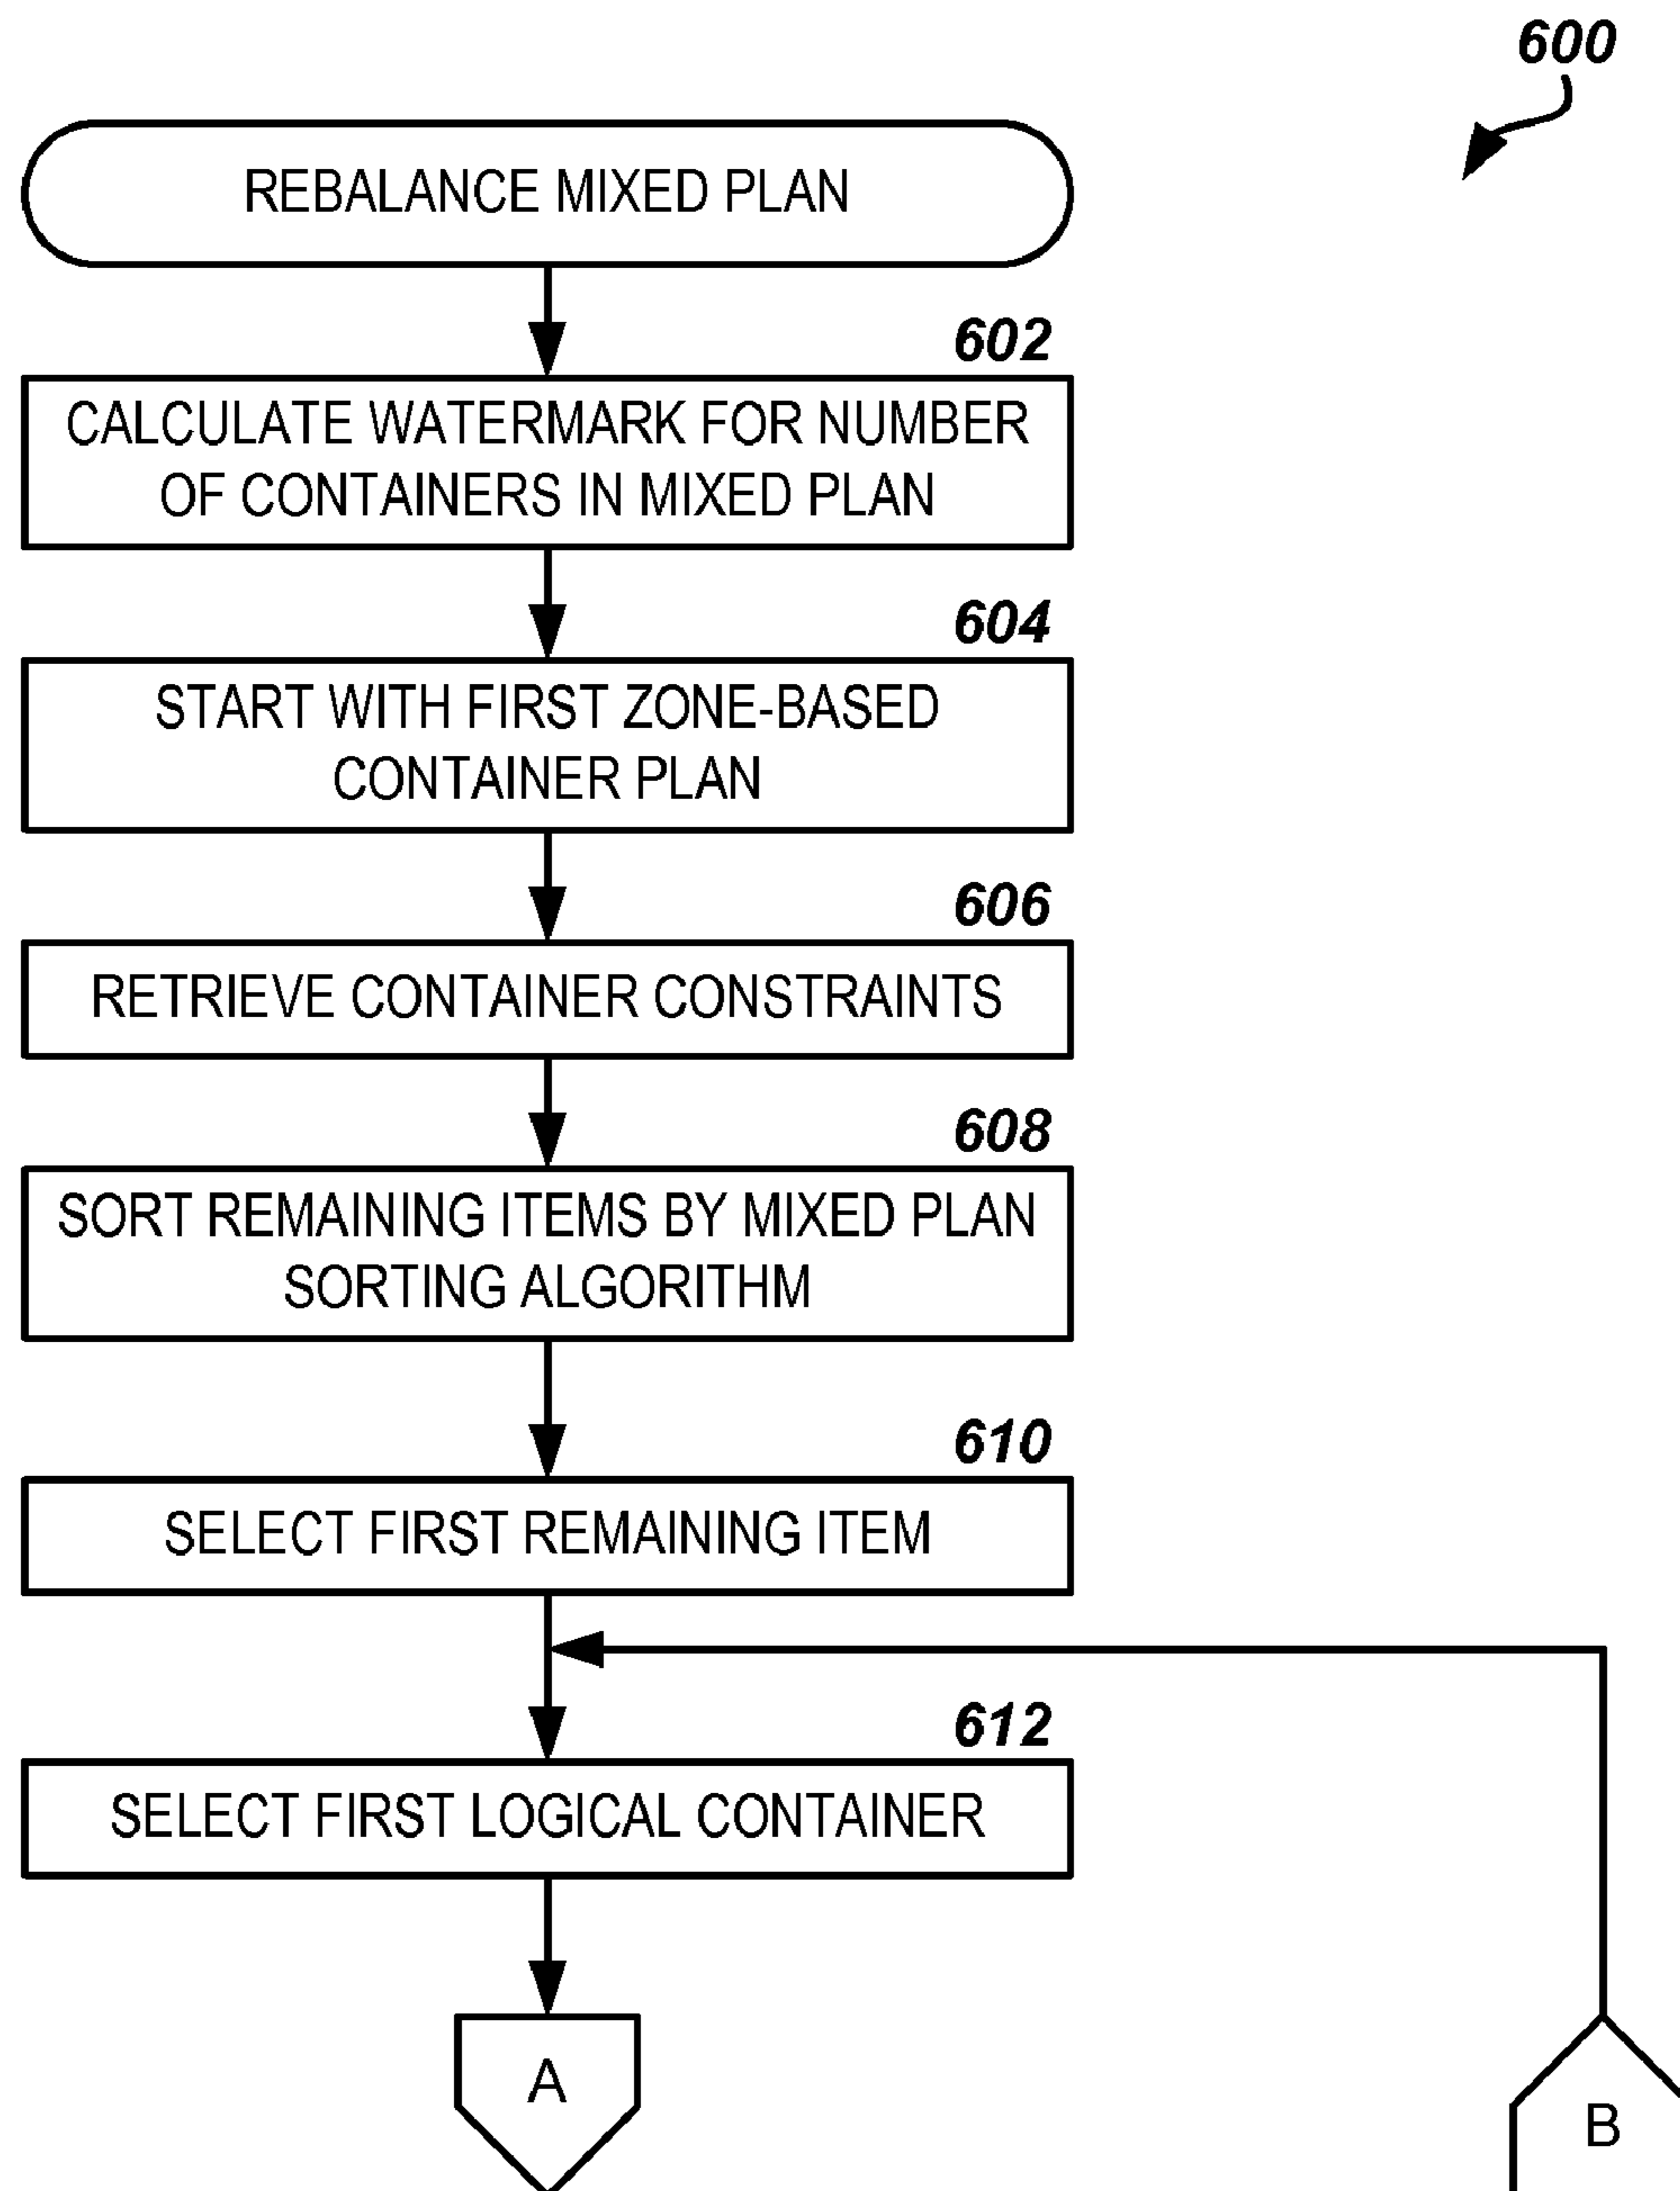 600
REBALANCE MIXED PLAN
602
CALCULATE WATERMARK FOR NUMBER
OF CONTAINERS IN MIXED PLAN
604
START WITH FIRST ZONE-BASED
CONTAINER PLAN
606
RETRIEVE CONTAINER CONSTRAINTS
608
SORT REMAINING ITEMS BY MIXED PLAN
SORTING ALGORITHM
610
SELECT FIRST REMAINING ITEM
612
SELECT FIRST LOGICAL CONTAINER
A
B